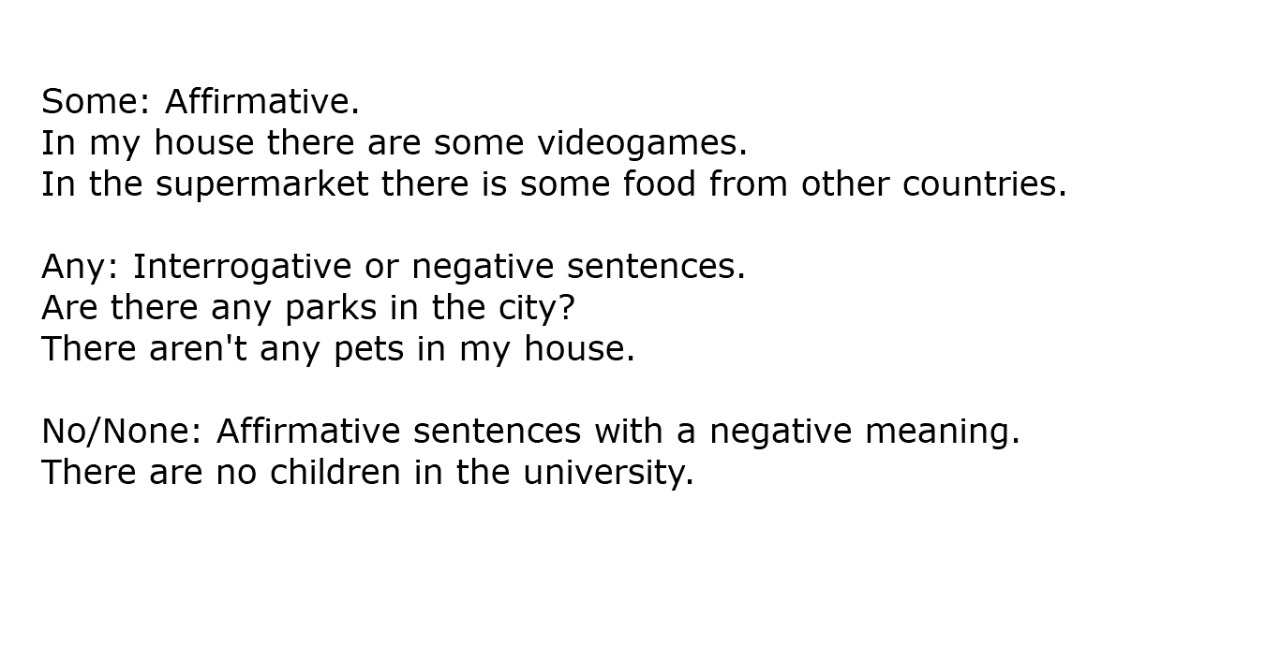 Some: Affirmative.
In my house there are some videogames.
In the supermarket there is some food from other countries.
Any: Interrogative or negative sentences.
Are there any parks in the city?
There aren't any pets in my house.
No/None: Affirmative sentences with a negative meaning.
There are no children in the university.